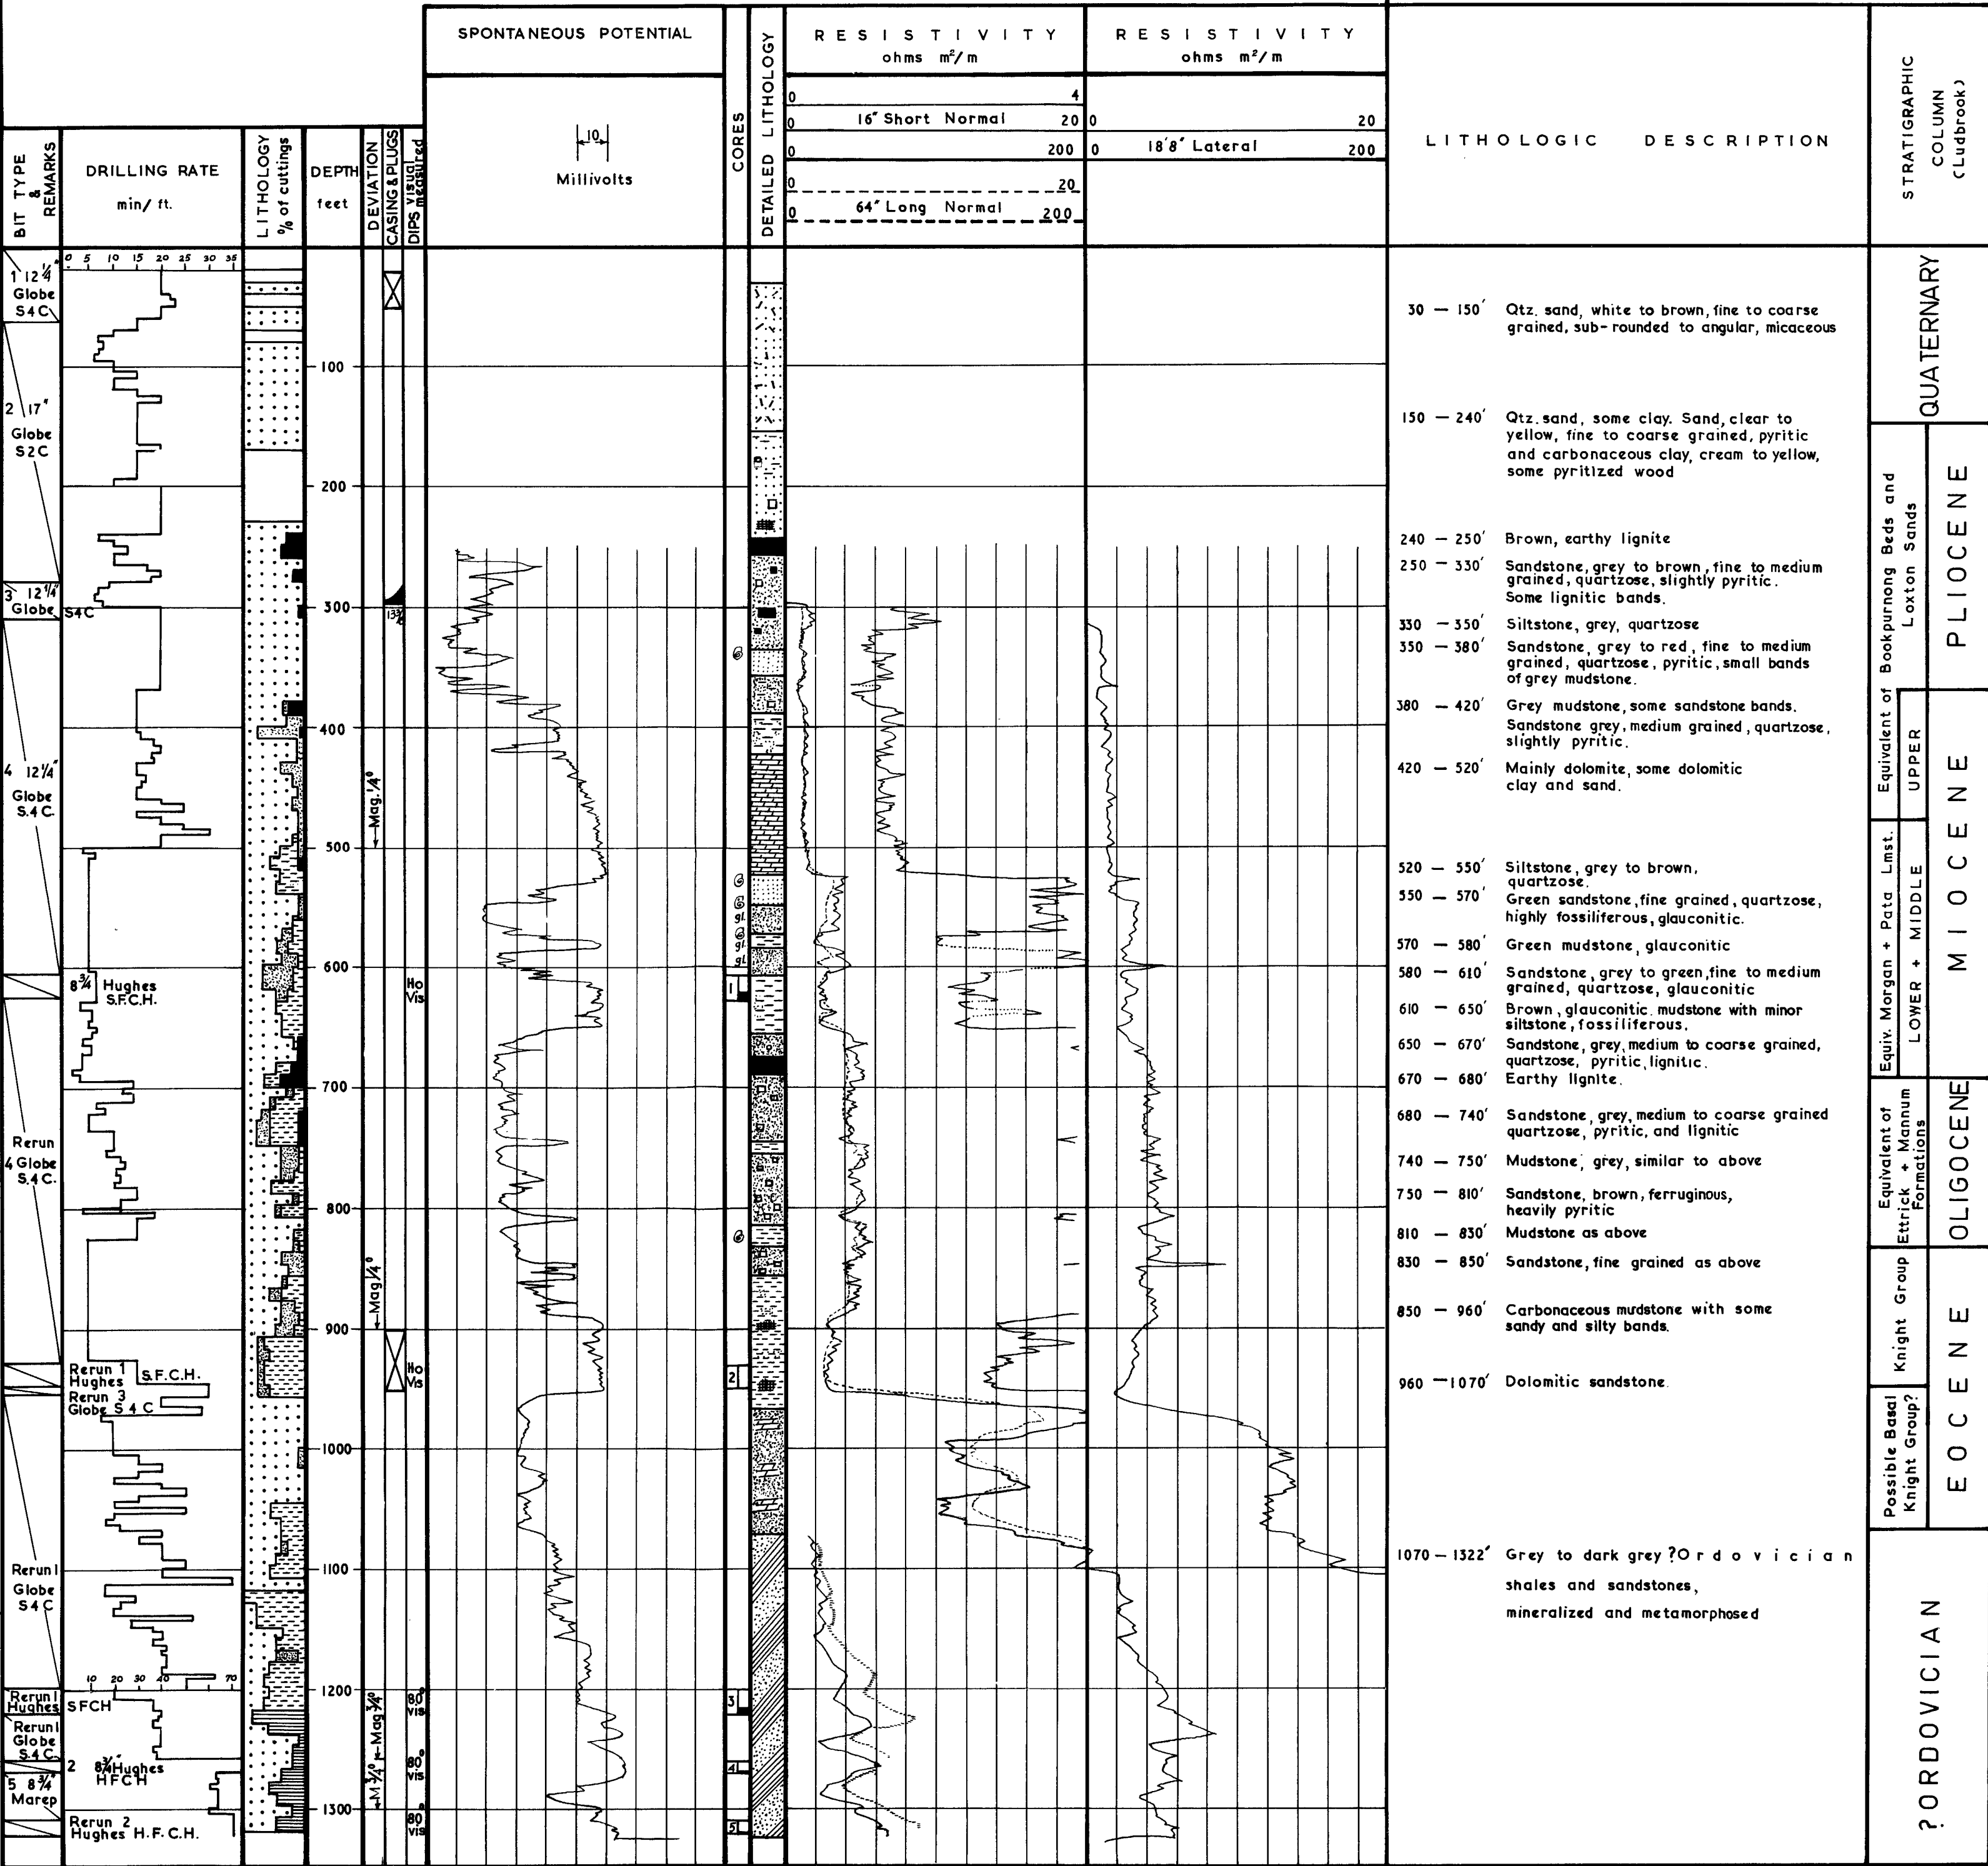 SPONTANEOUS POTENTIAL
10
Millivolts
CORES
DETAILED LITHOLOGY
RESISTIVITY
ohms m²/m
0 4
0 16" Short Normal 20
0 200
0 20
0 64" Long Normal 200
RESISTIVITY
ohms m²/m
0 20
0 18'8" Lateral 200
LITHOLOGIC DESCRIPTION
STRATIGRAPHIC
COLUMN
(Ludbrook)
BIT TYPE
&
REMARKS
DRILLING RATE
min/ ft.
LITHOLOGY
% of cuttings
DEPTH
feet
DEVIATION
CASING & PLUGS
DIPS visual
measured
0 5 10 15 20 25 30 35
1 12¼"
Globe
S4C
2 17"
Globe
S2C
3 12¼"
Globe S4C
4 12¼"
Globe
S.4C.
8¾ Hughes
S.F.C.H.
Rerun
4 Globe
S.4C.
Rerun 1
Hughes S.F.C.H.
Rerun 3
Globe S 4 C
Rerun 1
Globe
S4C
10 20 30 40 70
Rerun 1
Hughes SFCH
Rerun 1
Globe
S.4C.
2 8¾" Hughes
HFCH
5 8¾"
Marep
Rerun 2
Hughes H.F.C.H.
100
200
300
400
500
600
700
800
900
1000
1100
1200
1300
Mag.¼°
Mag¼°
Mag¾°
M¾°
13⅜
Ho
Vis
Ho
Vis
80°
vis
80°
vis
80°
vis
gl.
gl.
gl.
1
2
3
4
5
30 — 150' Qtz. sand, white to brown, fine to coarse
grained, sub-rounded to angular, micaceous
150 — 240' Qtz. sand, some clay. Sand, clear to
yellow, fine to coarse grained, pyritic
and carbonaceous clay, cream to yellow,
some pyritized wood
240 — 250' Brown, earthy lignite
250 — 330' Sandstone, grey to brown, fine to medium
grained, quartzose, slightly pyritic.
Some lignitic bands.
330 — 350' Siltstone, grey, quartzose
350 — 380' Sandstone, grey to red, fine to medium
grained, quartzose, pyritic, small bands
of grey mudstone.
380 — 420' Grey mudstone, some sandstone bands.
Sandstone grey, medium grained, quartzose,
slightly pyritic.
420 — 520' Mainly dolomite, some dolomitic
clay and sand.
520 — 550' Siltstone, grey to brown,
quartzose.
550 — 570' Green sandstone, fine grained, quartzose,
highly fossiliferous, glauconitic.
570 — 580' Green mudstone, glauconitic
580 — 610' Sandstone, grey to green, fine to medium
grained, quartzose, glauconitic
610 — 650' Brown, glauconitic. mudstone with minor
siltstone, fossiliferous.
650 — 670' Sandstone, grey, medium to coarse grained,
quartzose, pyritic, lignitic.
670 — 680' Earthy lignite.
680 — 740' Sandstone, grey, medium to coarse grained
quartzose, pyritic, and lignitic
740 — 750' Mudstone, grey, similar to above
750 — 810' Sandstone, brown, ferruginous,
heavily pyritic
810 — 830' Mudstone as above
830 — 850' Sandstone, fine grained as above
850 — 960' Carbonaceous mudstone with some
sandy and silty bands.
960 — 1070' Dolomitic sandstone.
1070 — 1322' Grey to dark grey ?Ordovician
shales and sandstones,
mineralized and metamorphosed
QUATERNARY
Equivalent of Bookpurnong Beds and
Loxton Sands
PLIOCENE
UPPER
MIOCENE
Equiv. Morgan + Pata Lmst.
LOWER + MIDDLE
Equivalent of
Ettrick + Mannum
Formations
OLIGOCENE
Knight Group
EOCENE
Possible Basal
Knight Group?
?ORDOVICIAN